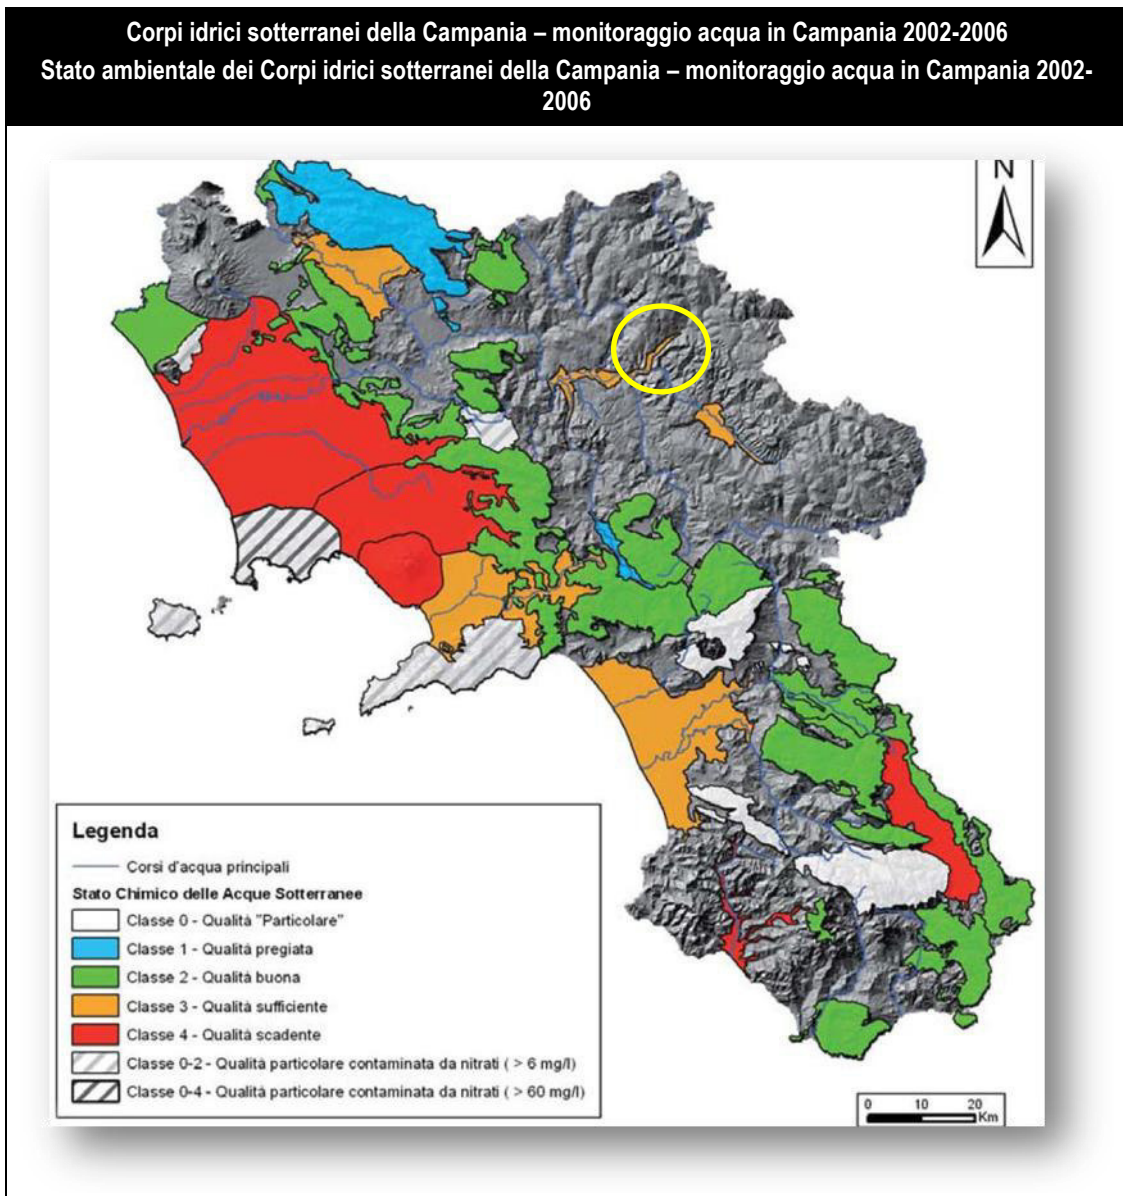 Corpi idrici sotterranei della Campania – monitoraggio acqua in Campania 2002-2006
Stato ambientale dei Corpi idrici sotterranei della Campania – monitoraggio acqua in Campania 2002-
2006
N
Legenda
Corsi d'acqua principali
Stato Chimico delle Acque Sotterranee
Classe 0 - Qualità "Particolare"
Classe 1 - Qualità pregiata
Classe 2 - Qualità buona
Classe 3 - Qualità sufficiente
Classe 4 - Qualità scadente
Classe 0-2 - Qualità particolare contaminata da nitrati ( > 6 mg/l)
Classe 0-4 - Qualità particolare contaminata da nitrati ( > 60 mg/l)
0 10 20
Km